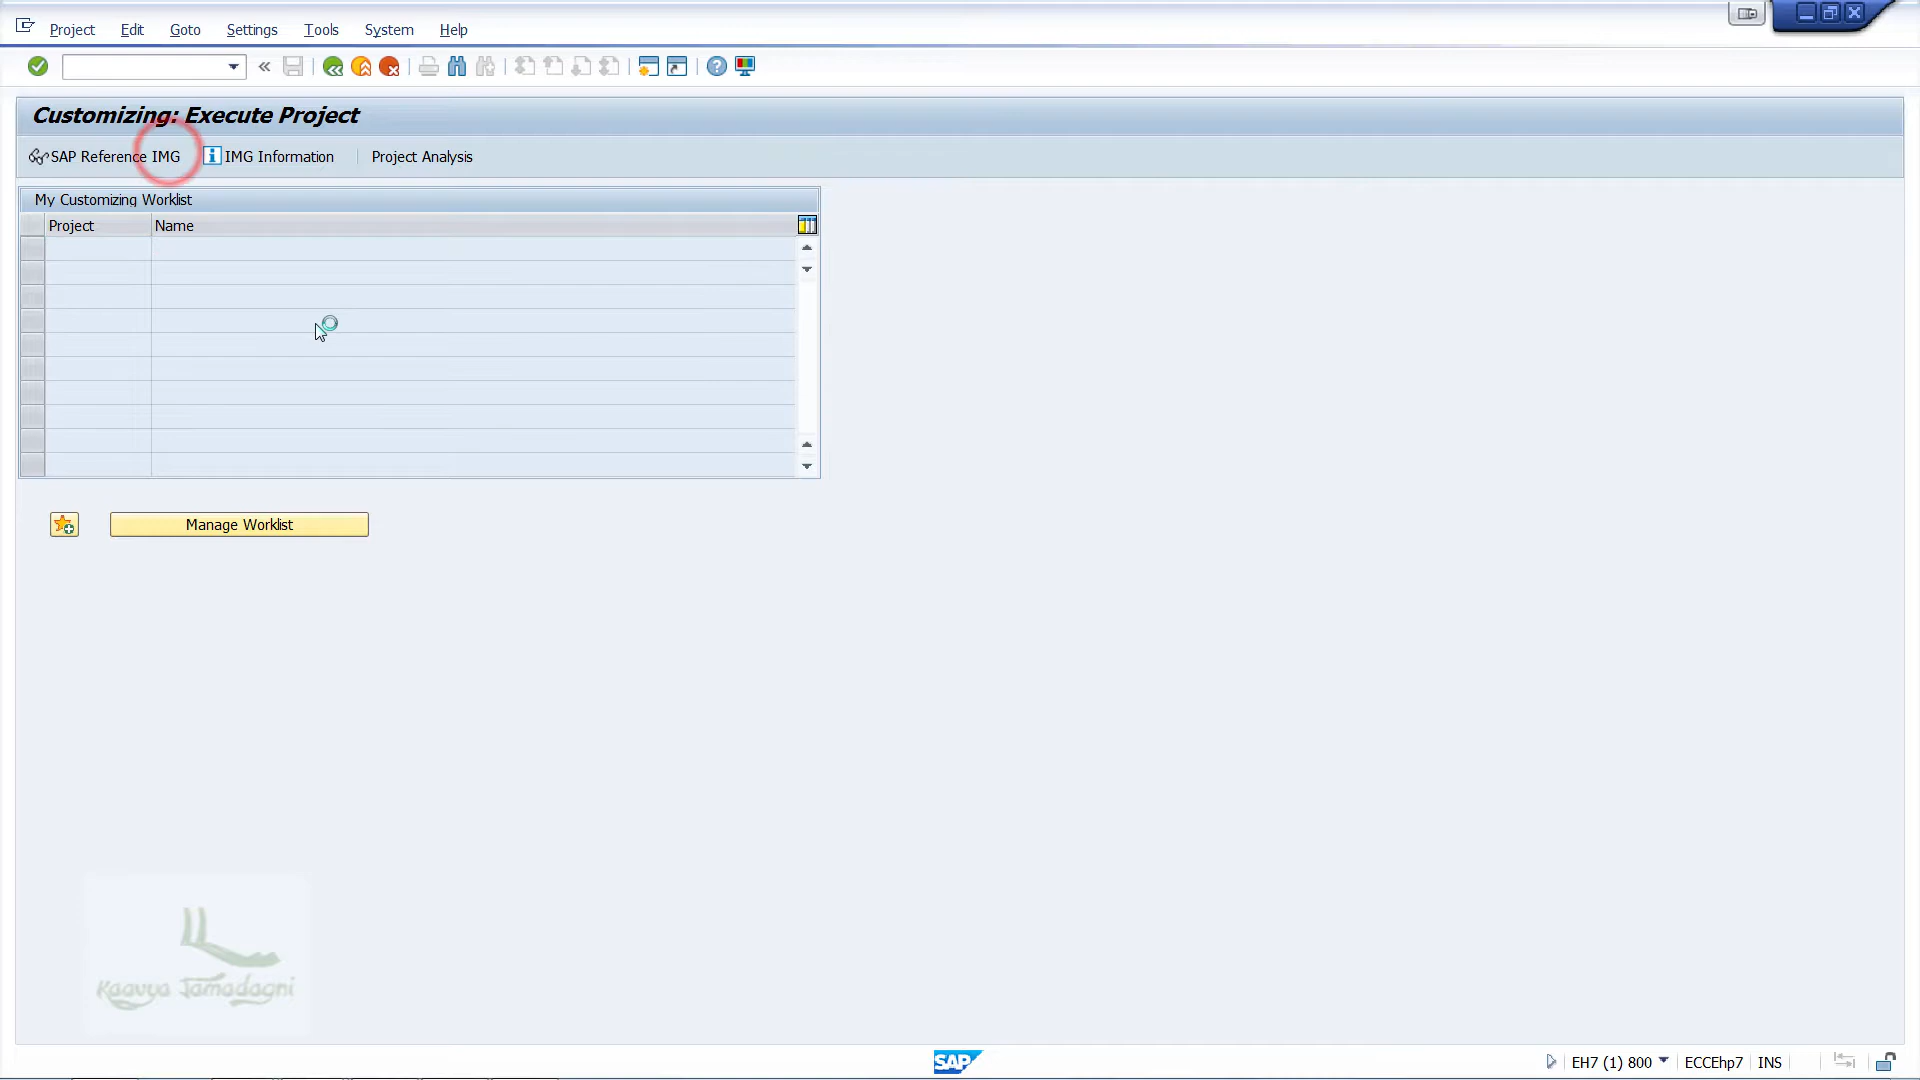 Project Edit Goto Settings Tools System Help
Customizing: Execute Project
SAP Reference IMG IMG Information Project Analysis
My Customizing Worklist
Project Name
Manage Worklist
Kaavya Jamadagni
SAP EH7 (1) 800 ECCEhp7 INS